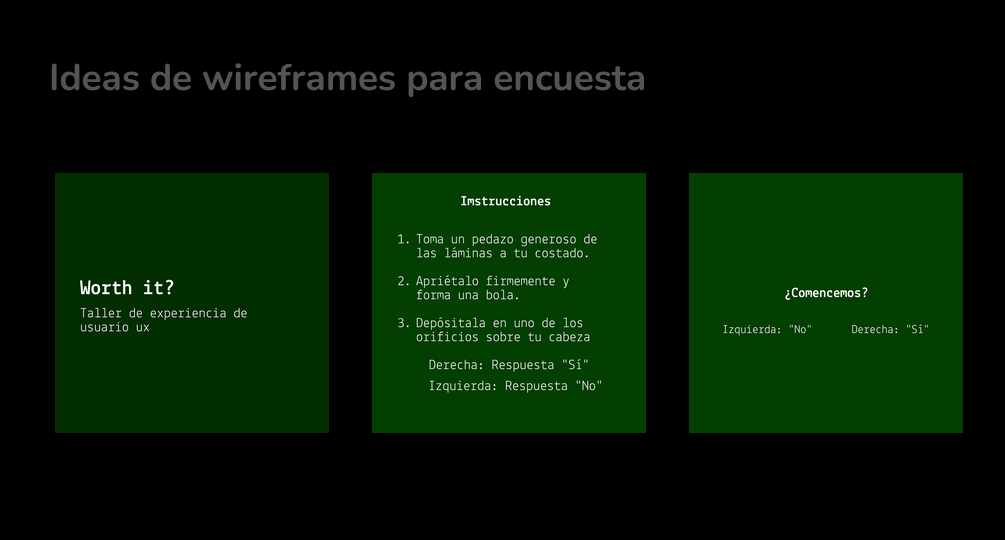 Ideas de wireframes para encuesta
Worth it?
Taller de experiencia de
usuario ux
Imstrucciones
1. Toma un pedazo generoso de
las láminas a tu costado.
2. Apriétalo firmemente y
forma una bola.
3. Depósitala en uno de los
orificios sobre tu cabeza
Derecha: Respuesta "Sí"
Izquierda: Respuesta "No"
¿Comencemos?
Izquierda: "No" Derecha: "Sí"